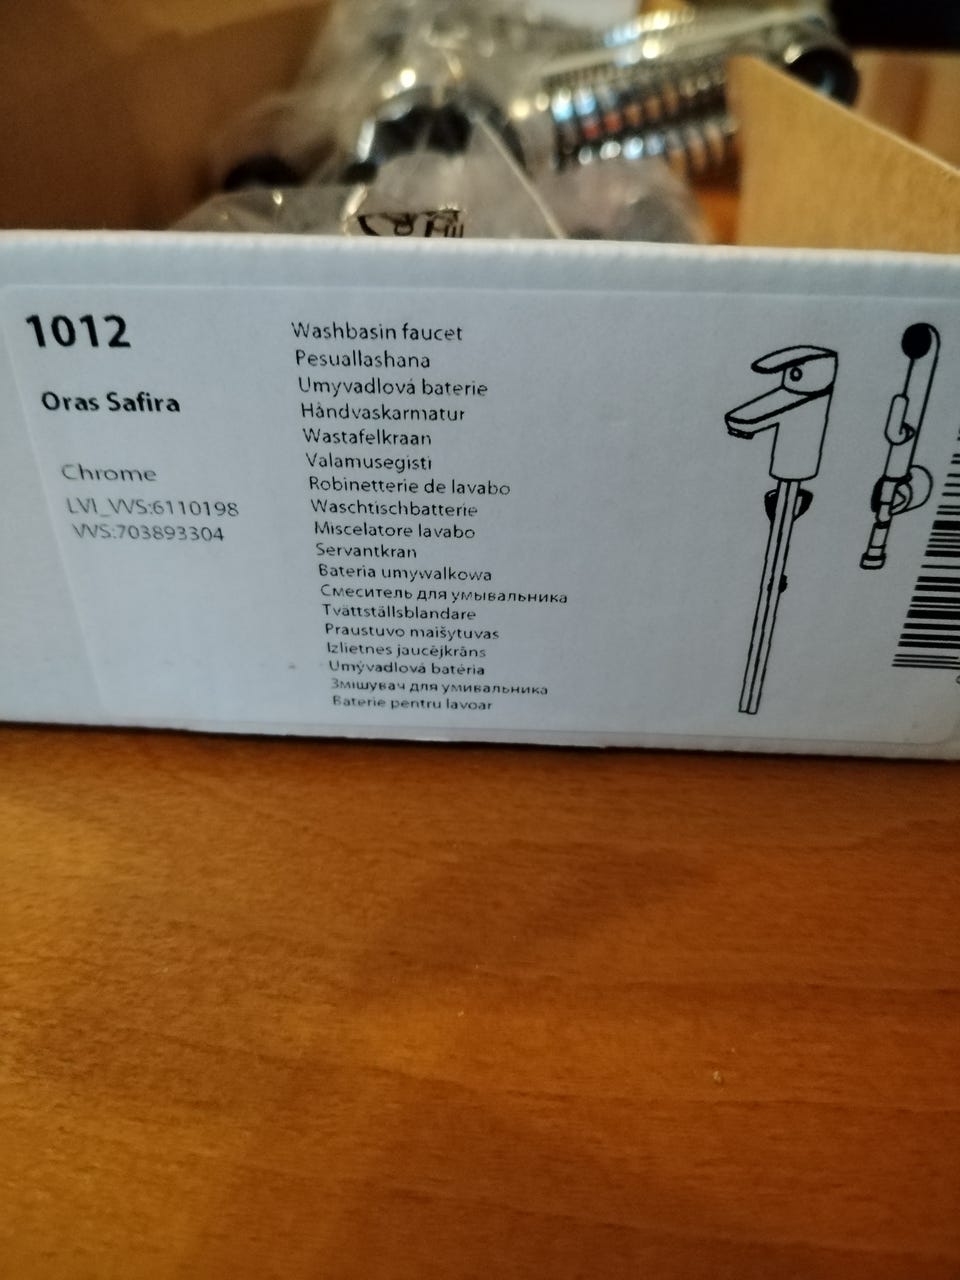 1012
Oras Safira
Chrome
LVI_VVS:6110198
VVS:703893304
Washbasin faucet
Pesuallashana
Umyvadlová baterie
Håndvaskarmatur
Wastafelkraan
Valamusegisti
Robinetterie de lavabo
Waschtischbatterie
Miscelatore lavabo
Servantkran
Bateria umywalkowa
Смеситель для умывальника
Tvättställsblandare
Praustuvo maišytuvas
Izlietnes jaucējkrāns
Umývadlová batéria
Змішувач для умивальника
Baterie pentru lavoar